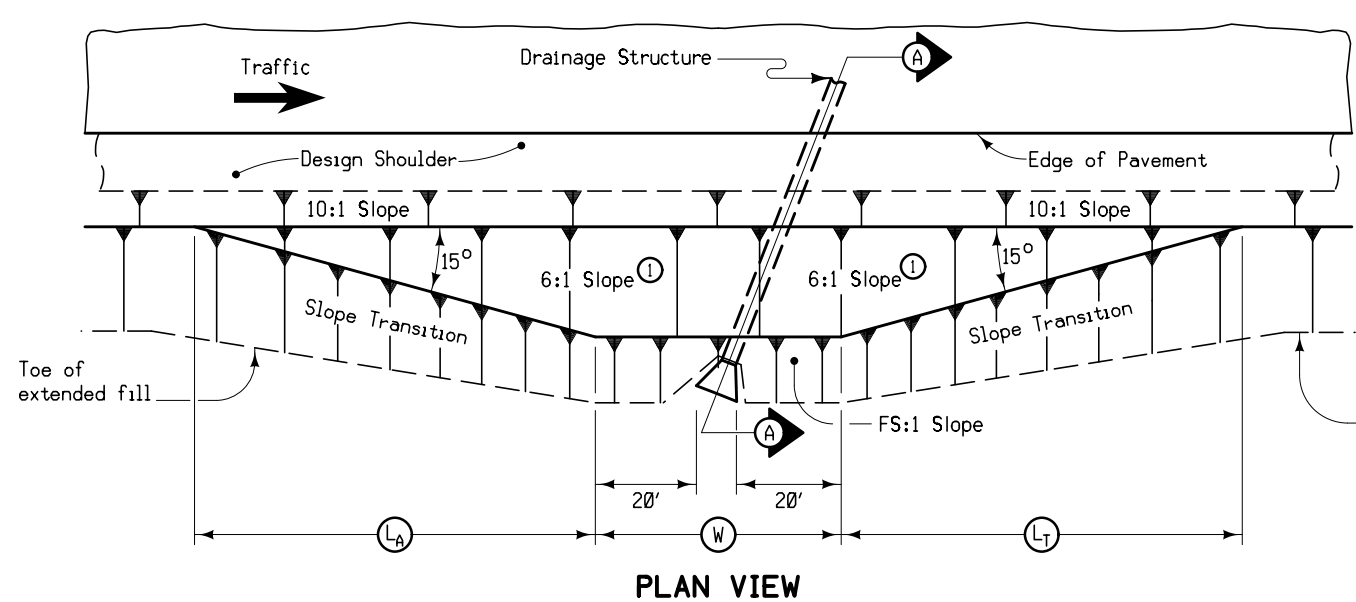 Drainage Structure
A
Traffic
Design Shoulder
Edge of Pavement
10:1 Slope
10:1 Slope
15°
15°
6:1 Slope 1
6:1 Slope 1
Slope Transition
Slope Transition
Toe of
extended fill
FS:1 Slope
A
20'
20'
LA
W
LT
PLAN VIEW